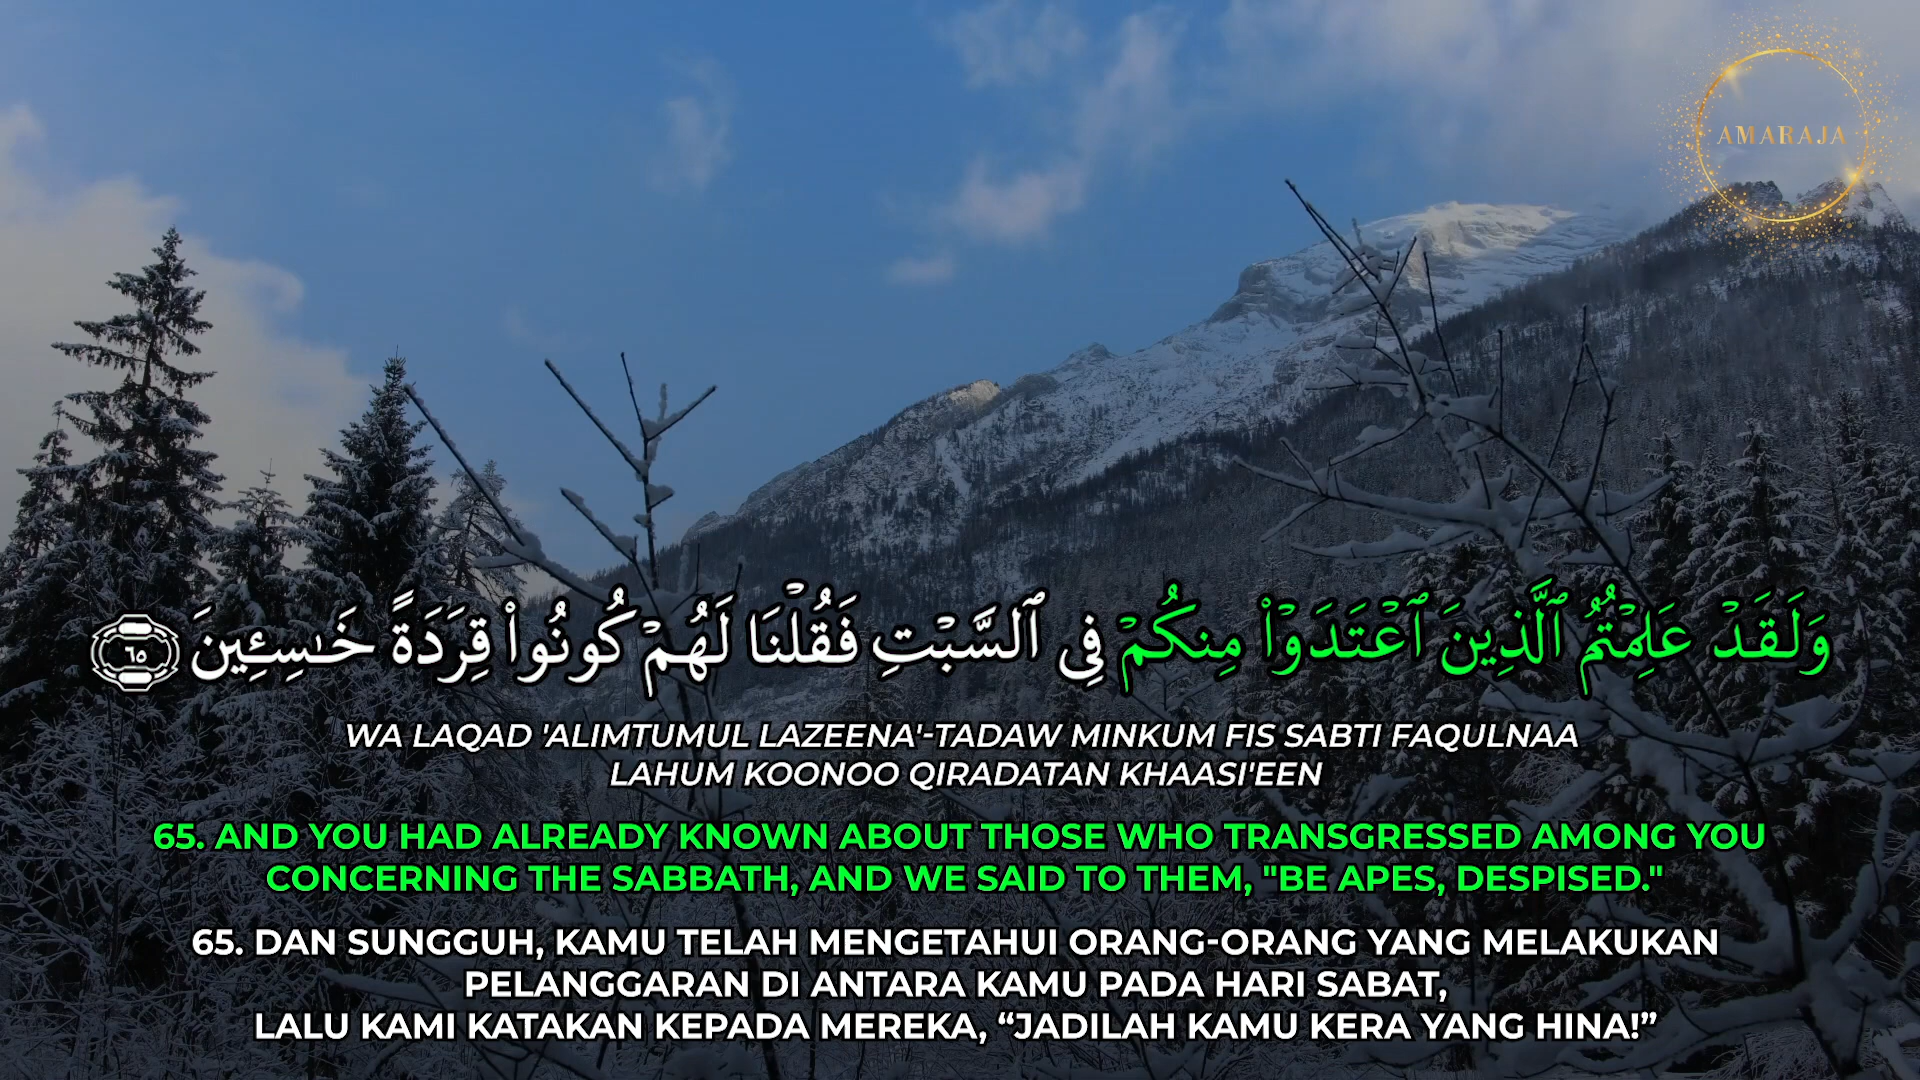 AMARAJA
وَلَقَدْ عَلِمْتُمُ ٱلَّذِينَ ٱعْتَدَوْا۟ مِنكُمْ فِى ٱلسَّبْتِ فَقُلْنَا لَهُمْ كُونُوا۟ قِرَدَةً خَـٰسِـِٔينَ ٦٥
WA LAQAD 'ALIMTUMUL LAZEENA'-TADAW MINKUM FIS SABTI FAQULNAA
LAHUM KOONOO QIRADATAN KHAASI'EEN
65. AND YOU HAD ALREADY KNOWN ABOUT THOSE WHO TRANSGRESSED AMONG YOU
CONCERNING THE SABBATH, AND WE SAID TO THEM, "BE APES, DESPISED."
65. DAN SUNGGUH, KAMU TELAH MENGETAHUI ORANG-ORANG YANG MELAKUKAN
PELANGGARAN DI ANTARA KAMU PADA HARI SABAT,
LALU KAMI KATAKAN KEPADA MEREKA, “JADILAH KAMU KERA YANG HINA!”